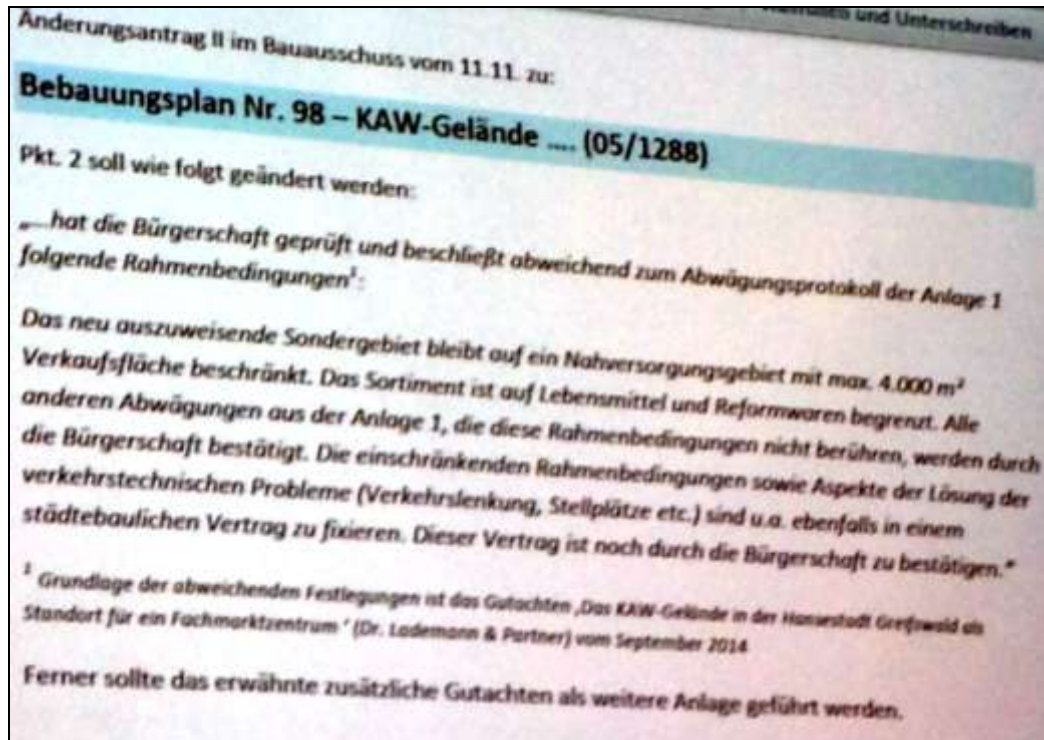 Ausfüllen und Unterschreiben
Änderungsantrag II im Bauausschuss vom 11.11. zu:
Bebauungsplan Nr. 98 – KAW-Gelände .... (05/1288)
Pkt. 2 soll wie folgt geändert werden:
„....hat die Bürgerschaft geprüft und beschließt abweichend zum Abwägungsprotokoll der Anlage 1
folgende Rahmenbedingungen¹:
Das neu auszuweisende Sondergebiet bleibt auf ein Nahversorgungsgebiet mit max. 4.000 m²
Verkaufsfläche beschränkt. Das Sortiment ist auf Lebensmittel und Reformwaren begrenzt. Alle
anderen Abwägungen aus der Anlage 1, die diese Rahmenbedingungen nicht berühren, werden durch
die Bürgerschaft bestätigt. Die einschränkenden Rahmenbedingungen sowie Aspekte der Lösung der
verkehrstechnischen Probleme (Verkehrslenkung, Stellplätze etc.) sind u.a. ebenfalls in einem
städtebaulichen Vertrag zu fixieren. Dieser Vertrag ist noch durch die Bürgerschaft zu bestätigen."
¹ Grundlage der abweichenden Festlegungen ist das Gutachten ‚Das KAW-Gelände in der Hansestadt Greifswald als
Standort für ein Fachmarktzentrum ' (Dr. Lademann & Partner) vom September 2014
Ferner sollte das erwähnte zusätzliche Gutachten als weitere Anlage geführt werden.